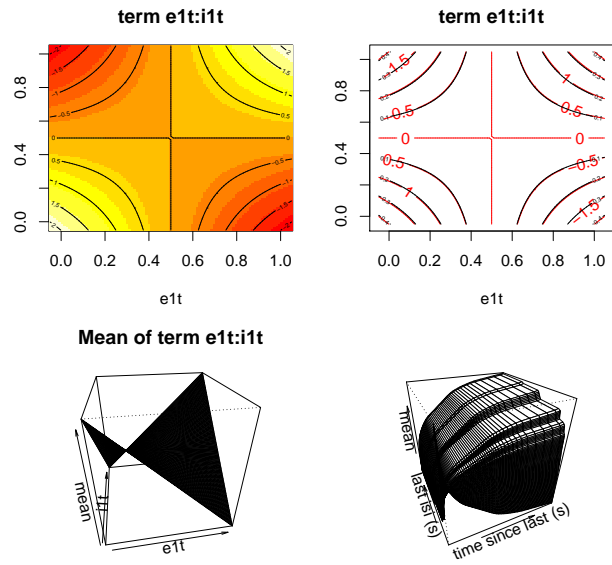 term e1t:i1t
term e1t:i1t
0.0 0.4 0.8
0.0 0.2 0.4 0.6 0.8 1.0
e1t
0.0 0.4 0.8
0.0 0.2 0.4 0.6 0.8 1.0
e1t
−1.5
1
0.5
0.5
0
0
0.5
−0.5
1
−1.5
Mean of term e1t:i1t
mean
i1t
e1t
mean
last isi (s)
time since last (s)